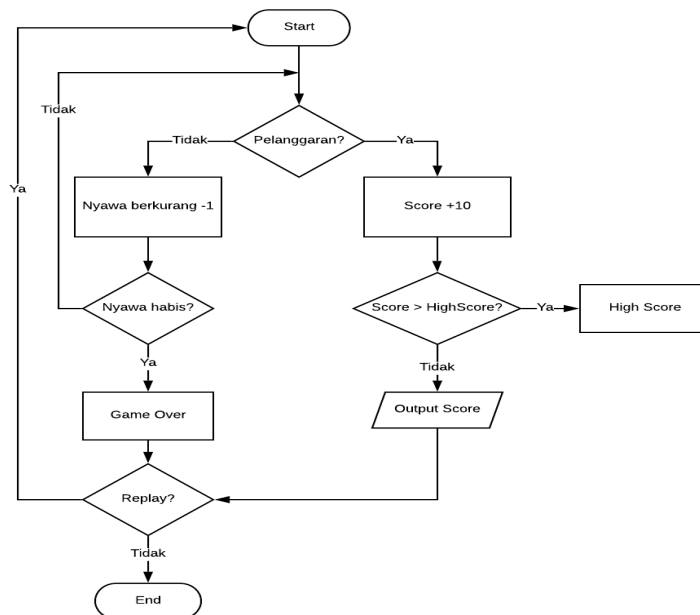 Start
Tidak
Pelanggaran?
Tidak
Ya
Ya
Nyawa berkurang -1
Score +10
Nyawa habis?
Score > HighScore?
Ya
High Score
Ya
Tidak
Game Over
Output Score
Replay?
Tidak
End